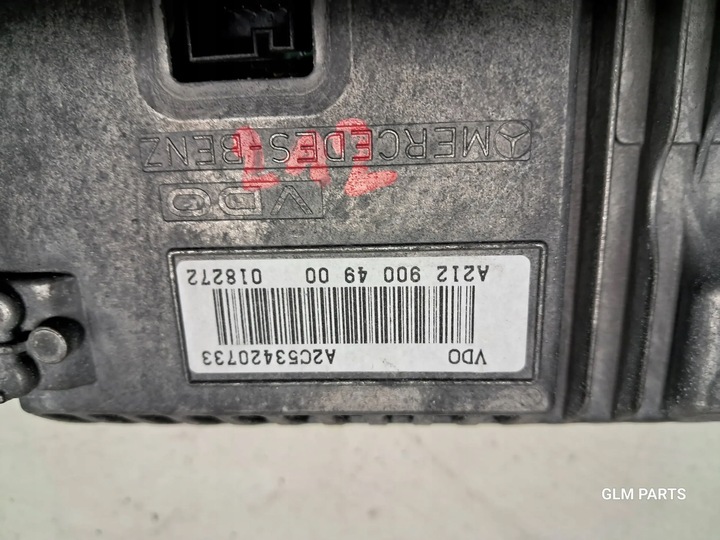 MERCEDES-BENZ
VDO
VDO A2C53420733
A212 900 49 00 018272
GLM PARTS